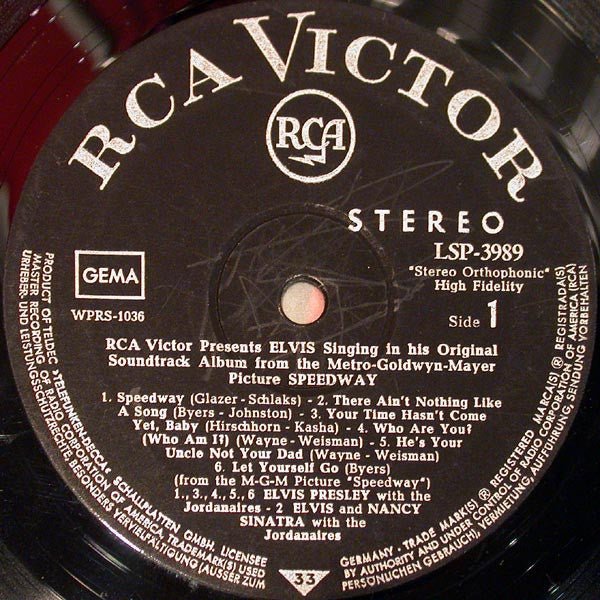 RCA VICTOR
RCA
STEREO
LSP-3989
"Stereo Orthophonic"
High Fidelity
GEMA
WPRS-1036
Side 1
RCA Victor Presents ELVIS Singing in his Original
Soundtrack Album from the Metro-Goldwyn-Mayer
Picture SPEEDWAY
1. Speedway (Glazer-Schlaks) - 2. There Ain't Nothing Like
A Song (Byers - Johnston) - 3. Your Time Hasn't Come
Yet, Baby (Hirschhorn - Kasha) - 4. Who Are You?
(Who Am I?) (Wayne - Weisman) - 5. He's Your
Uncle Not Your Dad (Wayne - Weisman)
6. Let Yourself Go (Byers)
(from the M-G-M Picture "Speedway")
1., 3., 4., 5., 6 ELVIS PRESLEY with the
Jordanaires - 2 ELVIS and NANCY
SINATRA with the
Jordanaires
PRODUCT OF TELDEC »TELEFUNKEN-DECCA« SCHALLPLATTEN GMBH, LICENSEE
MASTER RECORDING OF RADIO CORPORATION OF AMERICA, TRADEMARK(S) USED
URHEBER- UND LEISTUNGSSCHUTZRECHTE BESONDERS VERVIELFÄLTIGUNG (AUSSER ZUM
33
GERMANY - TRADE MARK(S) ® REGISTERED MARCA(S) ® REGISTRADA(S)
BY AUTHORITY AND UNDER CONTROL OF RADIO CORPORATION OF AMERICA (RCA)
PERSÖNLICHEN GEBRAUCH), VERMIETUNG, AUFFÜHRUNG, SENDUNG VORBEHALTEN